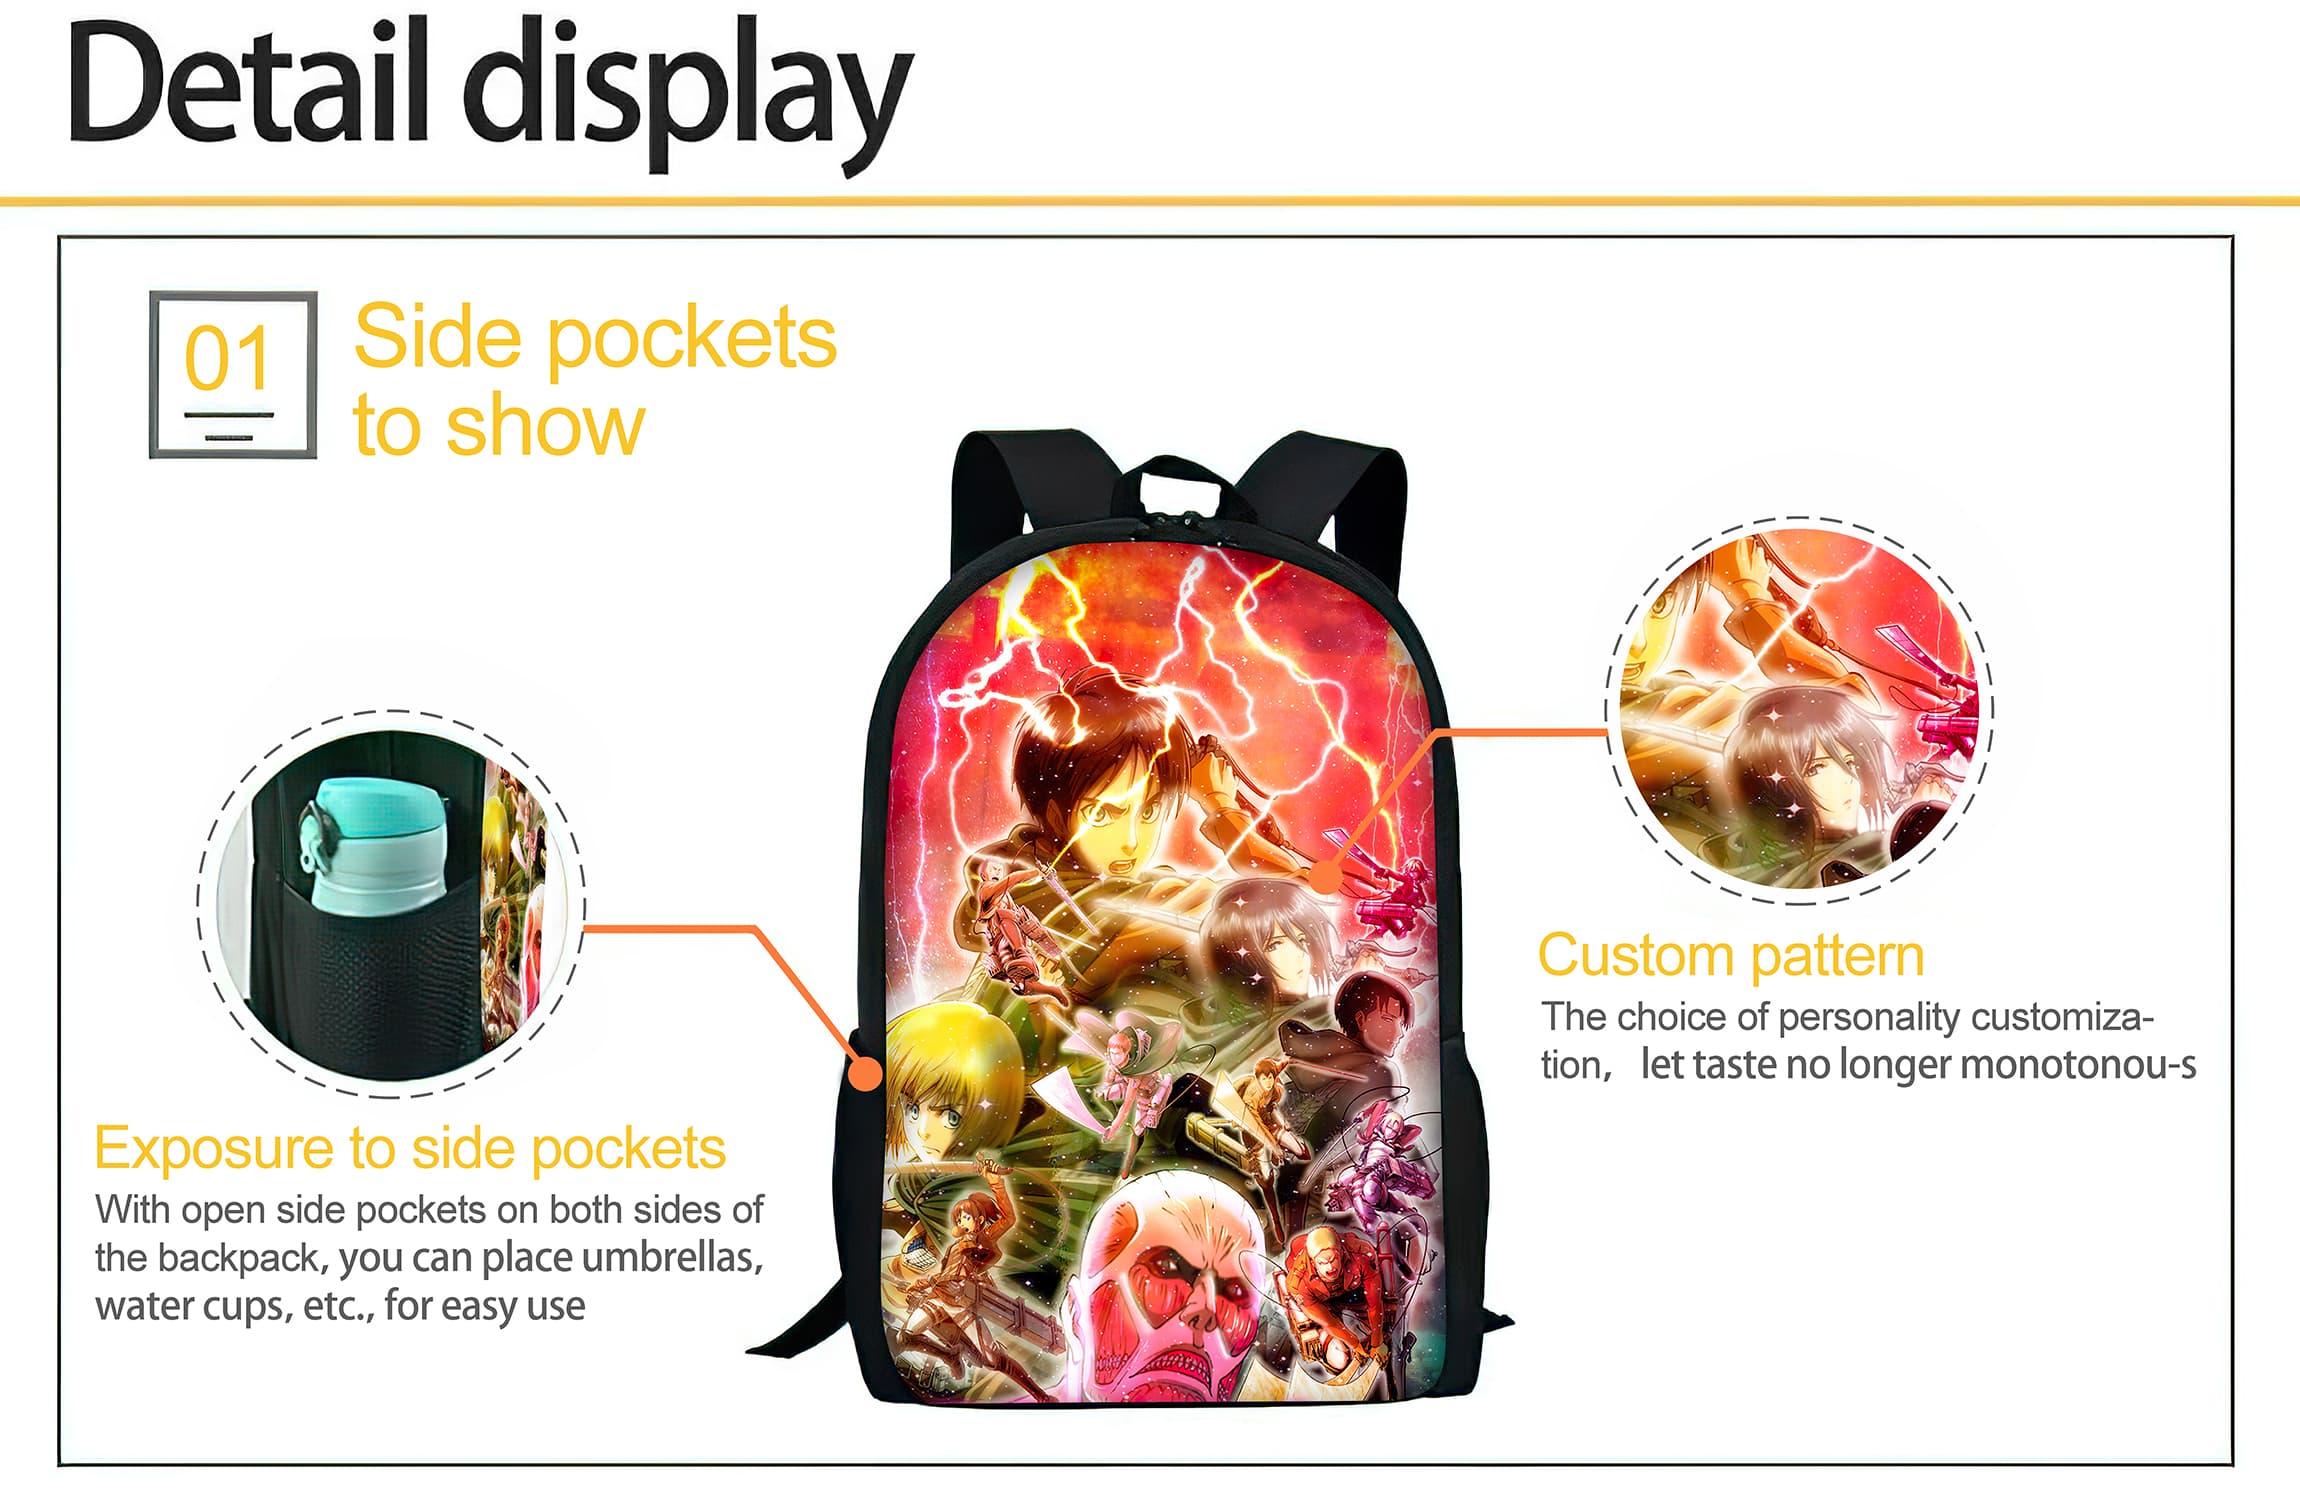 Detail display
01
Side pockets
to show
Exposure to side pockets
With open side pockets on both sides of
the backpack, you can place umbrellas,
water cups, etc., for easy use
Custom pattern
The choice of personality customiza-
tion, let taste no longer monotonou-s